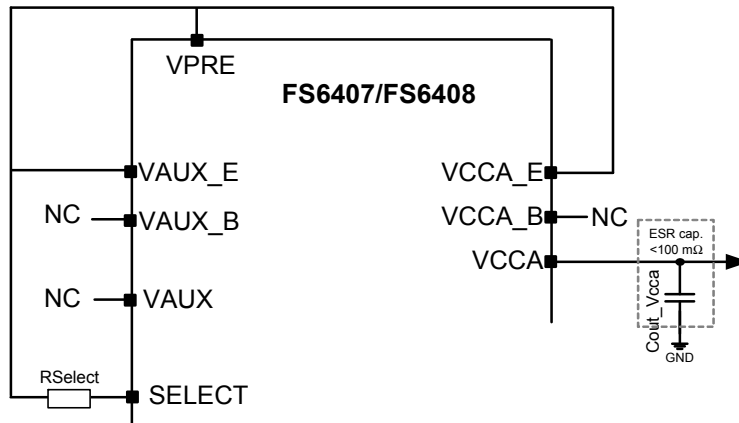 VPRE
FS6407/FS6408
VAUX_E
VCCA_E
NC
VAUX_B
VCCA_B
NC
ESR cap.
<100 mΩ
VCCA
Cout_Vcca
NC
VAUX
GND
RSelect
SELECT